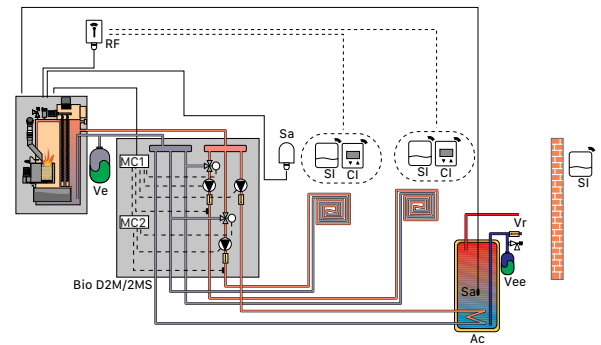 RF
Sa
SI CI
SI CI
SI
MC1
Ve
MC2
Vr
Bio D2M/2MS
Sa
Vee
Ac